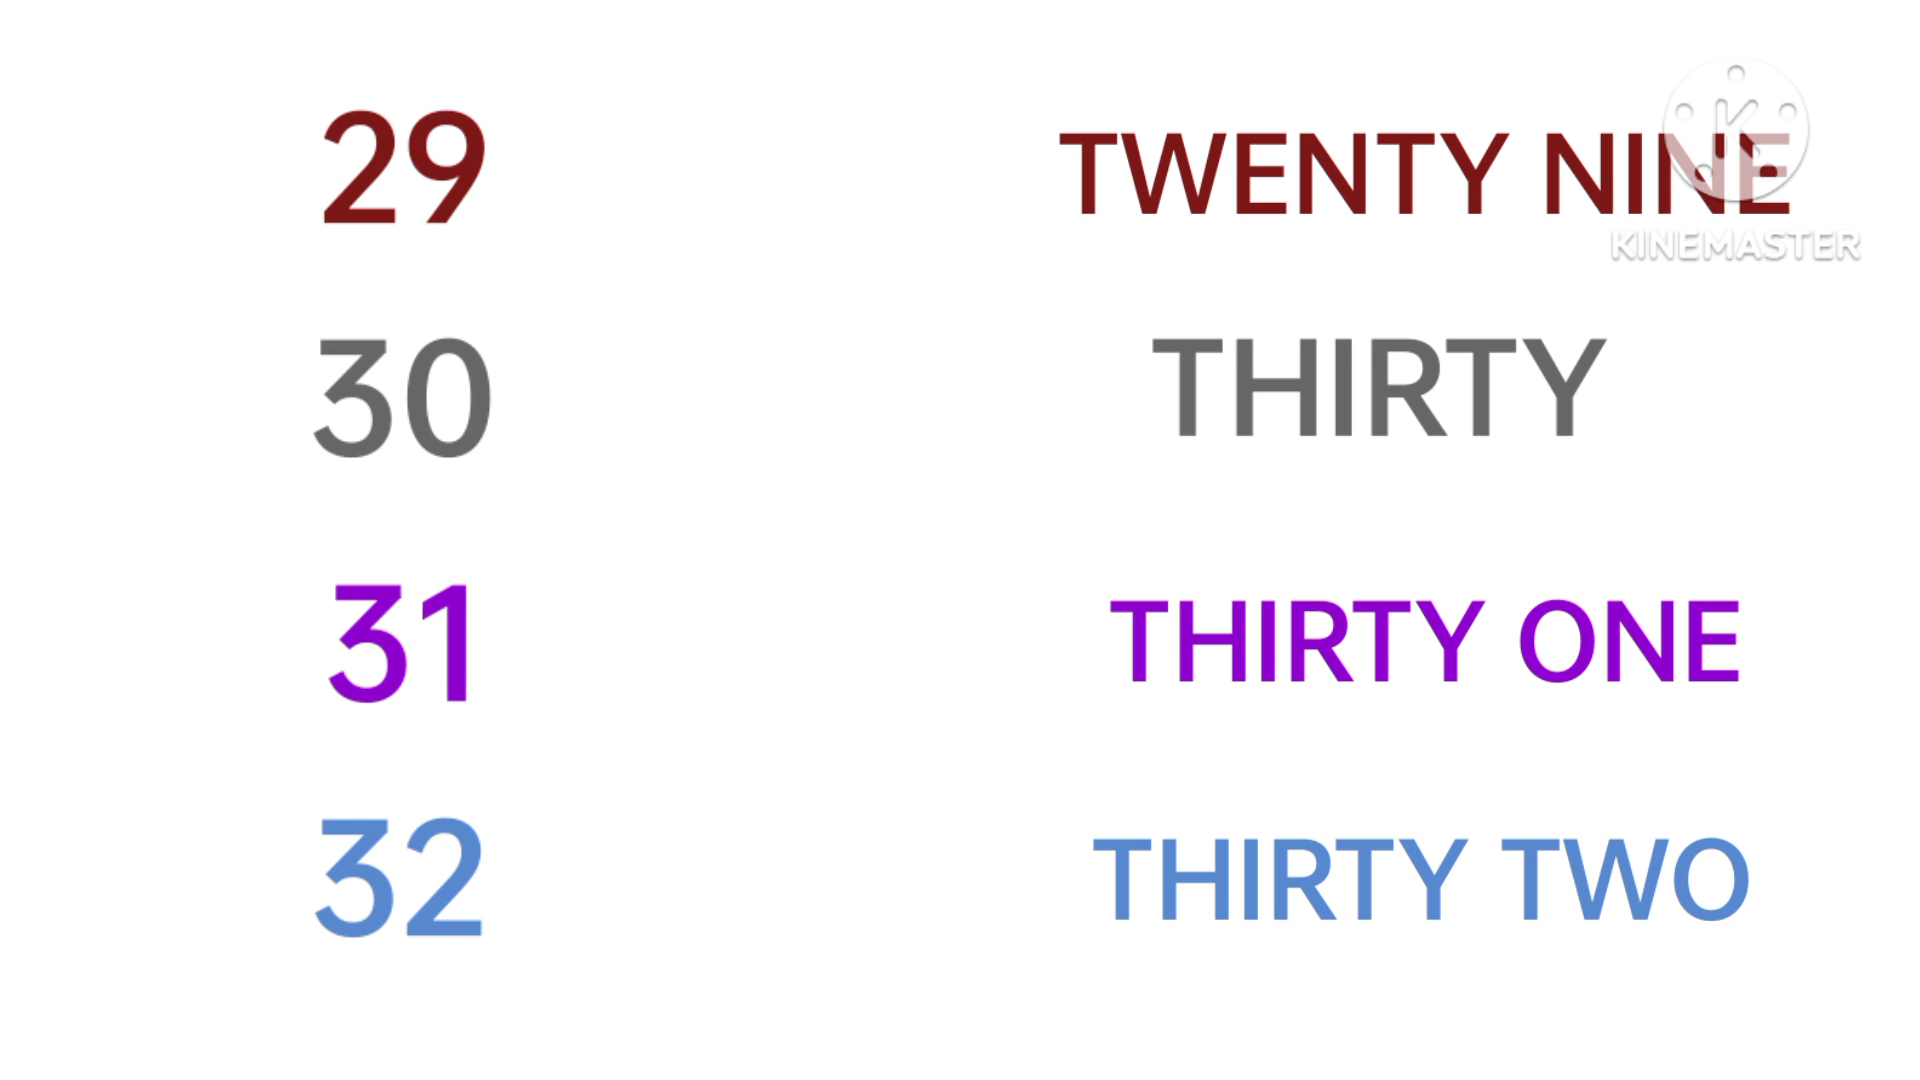 29 TWENTY NINE
KINEMASTER
30 THIRTY
31 THIRTY ONE
32 THIRTY TWO